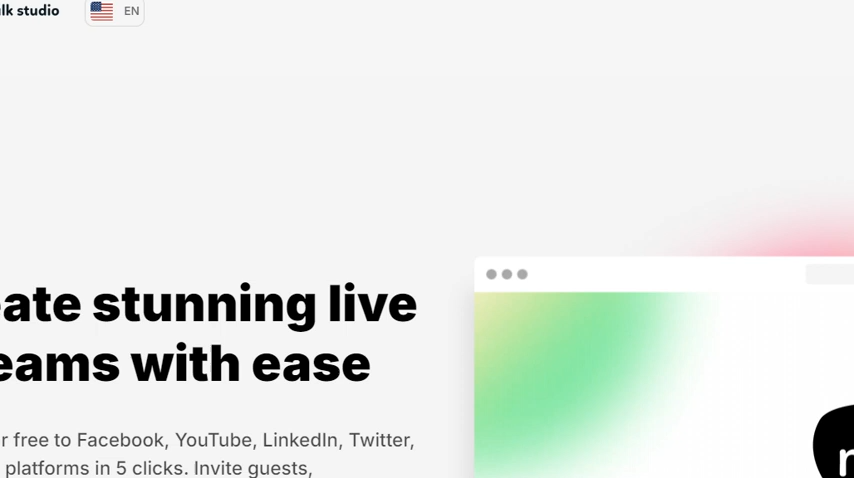 lk studio
EN
ate stunning live
eams with ease
r free to Facebook, YouTube, LinkedIn, Twitter,
platforms in 5 clicks. Invite guests,